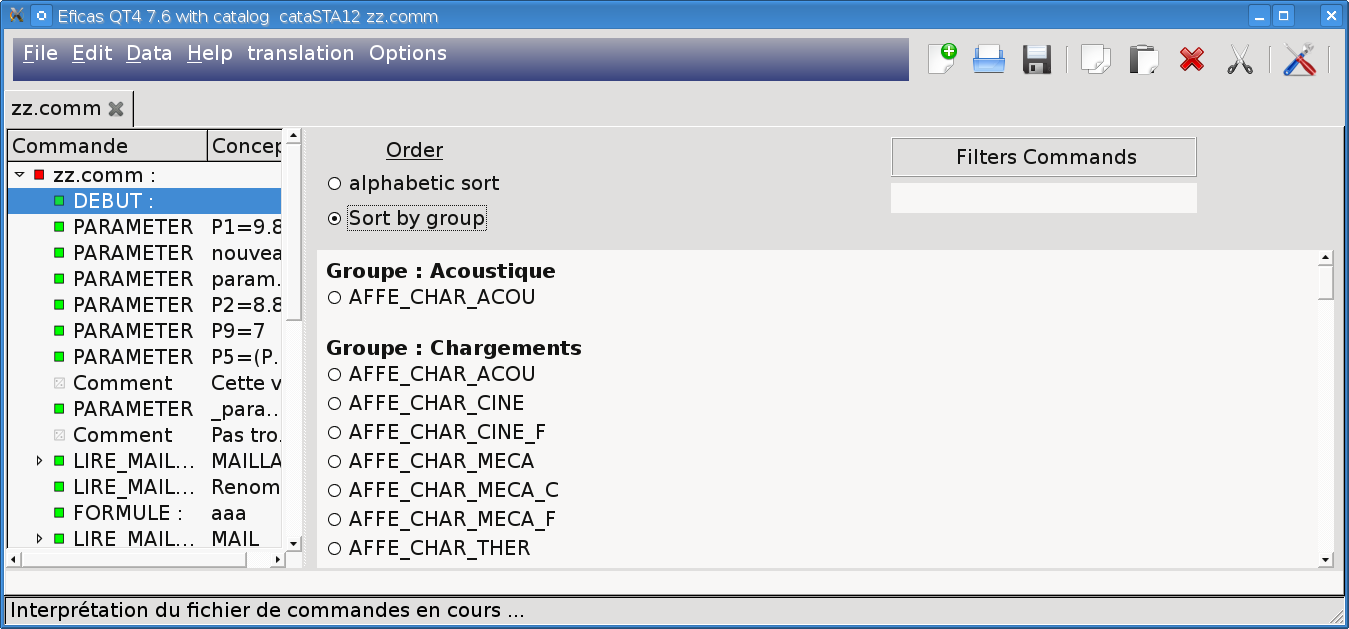 Eficas QT4 7.6 with catalog cataSTA12 zz.comm
File Edit Data Help translation Options
zz.comm
Commande Concep
zz.comm :
DEBUT :
PARAMETER P1=9.8
PARAMETER nouvea
PARAMETER param...
PARAMETER P2=8.8
PARAMETER P9=7
PARAMETER P5=(P...
Comment Cette v
PARAMETER _para...
Comment Pas tro...
LIRE_MAIL... MAILLA
LIRE_MAIL... Renom
FORMULE : aaa
LIRE_MAIL... MAIL
Order
alphabetic sort
Sort by group
Filters Commands
Groupe : Acoustique
AFFE_CHAR_ACOU
Groupe : Chargements
AFFE_CHAR_ACOU
AFFE_CHAR_CINE
AFFE_CHAR_CINE_F
AFFE_CHAR_MECA
AFFE_CHAR_MECA_C
AFFE_CHAR_MECA_F
AFFE_CHAR_THER
Interprétation du fichier de commandes en cours ...